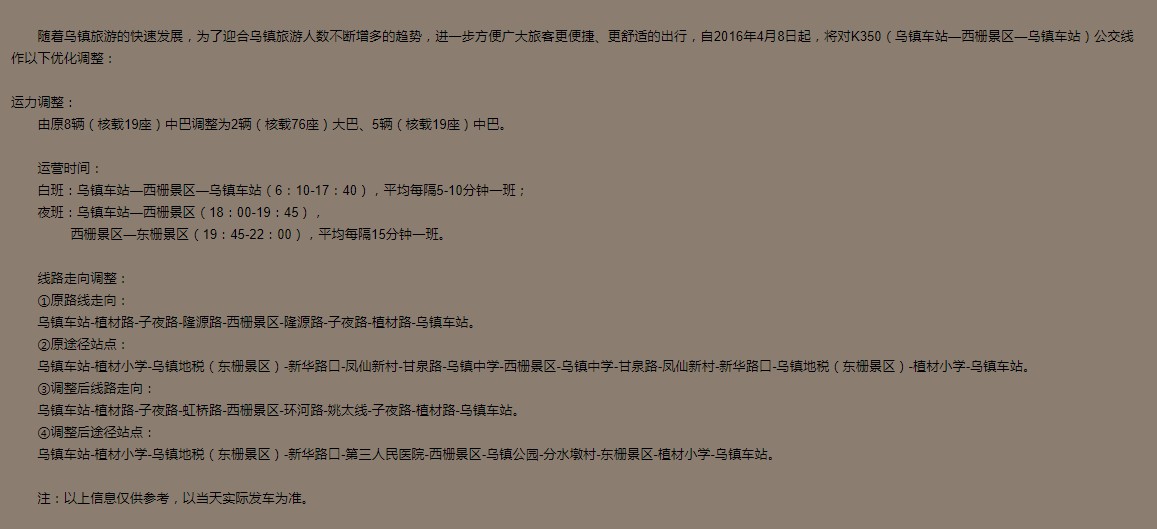 随着乌镇旅游的快速发展，为了迎合乌镇旅游人数不断增多的趋势，进一步方便广大旅客更便捷、更舒适的出行，自2016年4月8日起，将对K350（乌镇车站—西栅景区—乌镇车站）公交线
作以下优化调整：
运力调整：
由原8辆（核载19座）中巴调整为2辆（核载76座）大巴、5辆（核载19座）中巴。
运营时间：
白班：乌镇车站—西栅景区—乌镇车站（6：10-17：40），平均每隔5-10分钟一班；
夜班：乌镇车站—西栅景区（18：00-19：45），
西栅景区—东栅景区（19：45-22：00），平均每隔15分钟一班。
线路走向调整：
①原路线走向：
乌镇车站-植材路-子夜路-隆源路-西栅景区-隆源路-子夜路-植材路-乌镇车站。
②原途径站点：
乌镇车站-植材小学-乌镇地税（东栅景区）-新华路口-凤仙新村-甘泉路-乌镇中学-西栅景区-乌镇中学-甘泉路-凤仙新村-新华路口-乌镇地税（东栅景区）-植材小学-乌镇车站。
③调整后线路走向：
乌镇车站-植材路-子夜路-虹桥路-西栅景区-环河路-姚太线-子夜路-植材路-乌镇车站。
④调整后途径站点：
乌镇车站-植材小学-乌镇地税（东栅景区）-新华路口-第三人民医院-西栅景区-乌镇公园-分水墩村-东栅景区-植材小学-乌镇车站。
注：以上信息仅供参考，以当天实际发车为准。